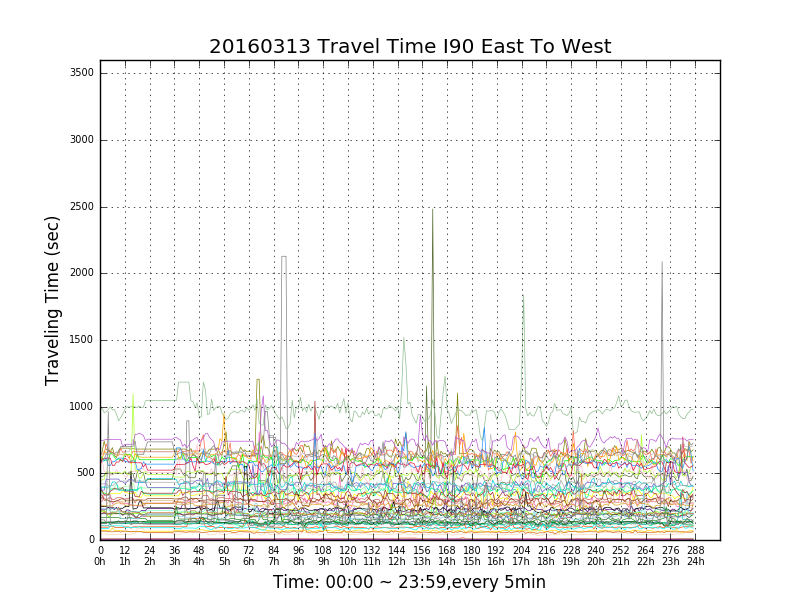 20160313 Travel Time I90 East To West
Traveling Time (sec)
3500
3000
2500
2000
1500
1000
500
0
0 12 24 36 48 60 72 84 96 108 120 132 144 156 168 180 192 204 216 228 240 252 264 276 288
0h 1h 2h 3h 4h 5h 6h 7h 8h 9h 10h 11h 12h 13h 14h 15h 16h 17h 18h 19h 20h 21h 22h 23h 24h
Time: 00:00 ~ 23:59,every 5min